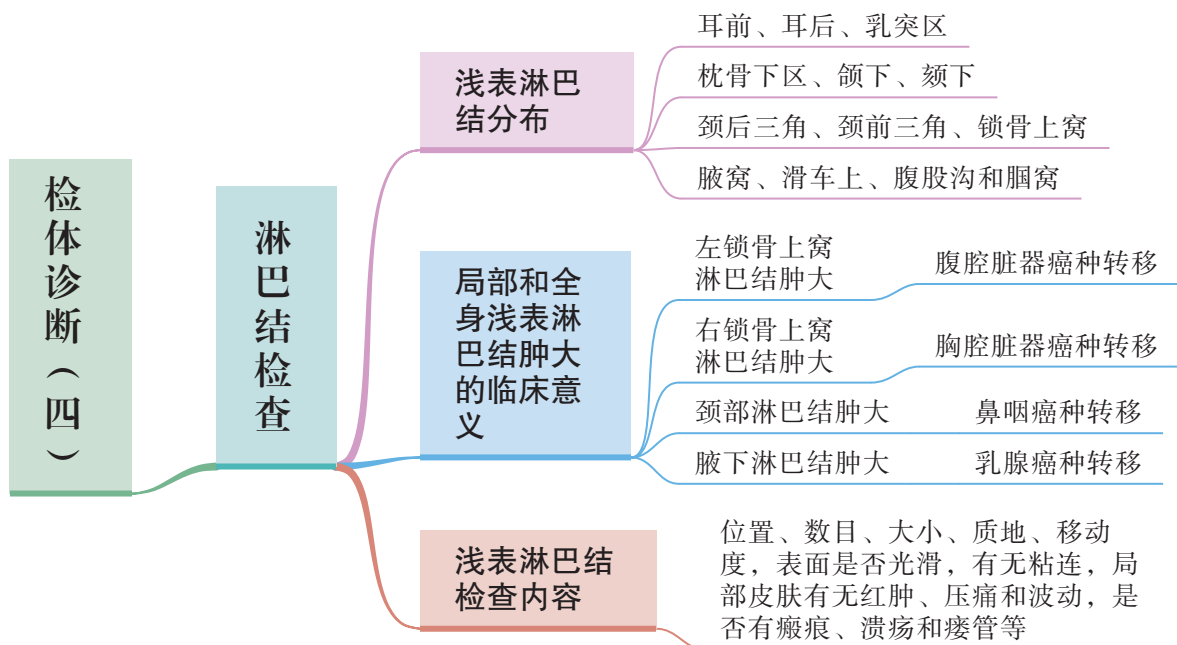 检体诊断（四）
淋巴结检查
浅表淋巴
结分布
耳前、耳后、乳突区
枕骨下区、颌下、颏下
颈后三角、颈前三角、锁骨上窝
腋窝、滑车上、腹股沟和腘窝
局部和全
身浅表淋
巴结肿大
的临床意
义
左锁骨上窝
淋巴结肿大
腹腔脏器癌种转移
右锁骨上窝
淋巴结肿大
胸腔脏器癌种转移
颈部淋巴结肿大
鼻咽癌种转移
腋下淋巴结肿大
乳腺癌种转移
浅表淋巴结
检查内容
位置、数目、大小、质地、移动
度，表面是否光滑，有无粘连，局
部皮肤有无红肿、压痛和波动，是
否有瘢痕、溃疡和瘘管等